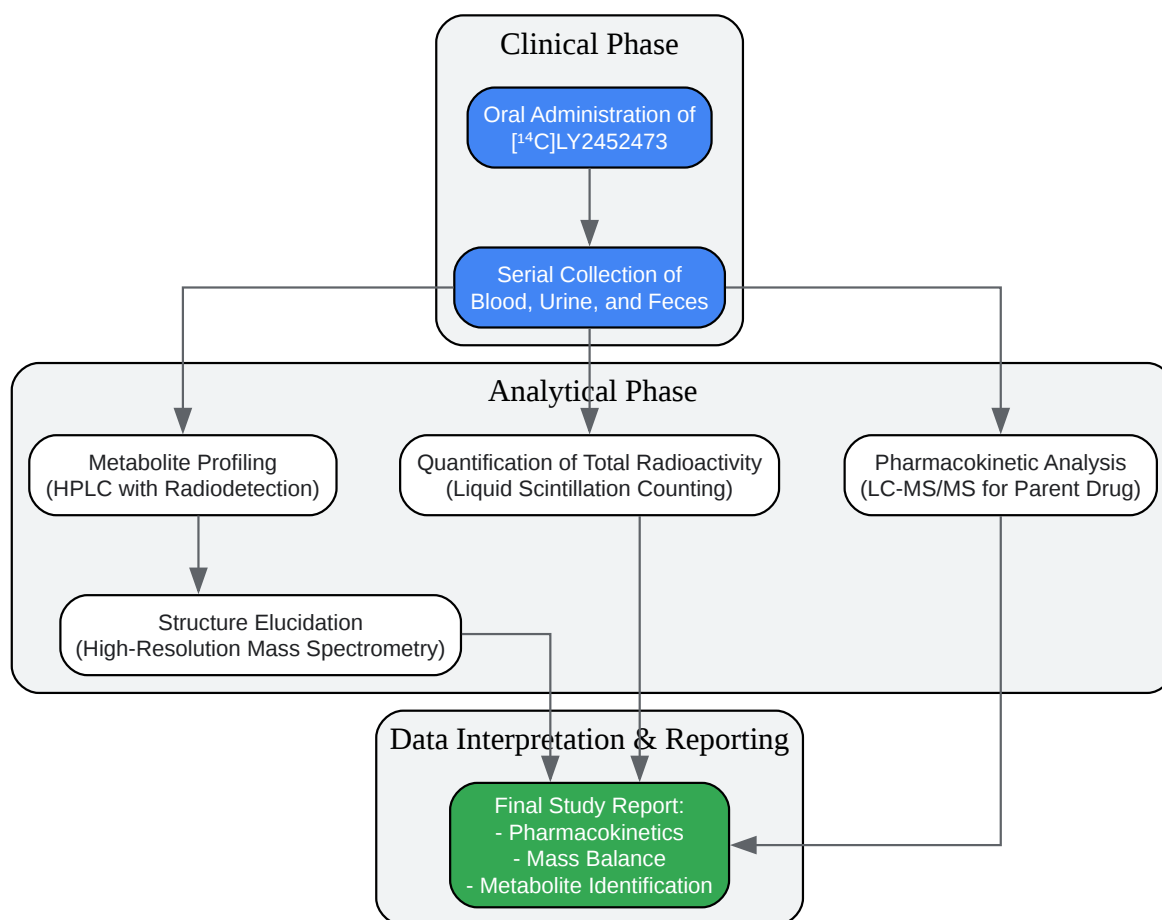 Clinical Phase
Oral Administration of
[¹⁴C]LY2452473
Serial Collection of
Blood, Urine, and Feces
Analytical Phase
Metabolite Profiling
(HPLC with Radiodetection)
Quantification of Total Radioactivity
(Liquid Scintillation Counting)
Pharmacokinetic Analysis
(LC-MS/MS for Parent Drug)
Structure Elucidation
(High-Resolution Mass Spectrometry)
Data Interpretation & Reporting
Final Study Report:
- Pharmacokinetics
- Mass Balance
- Metabolite Identification